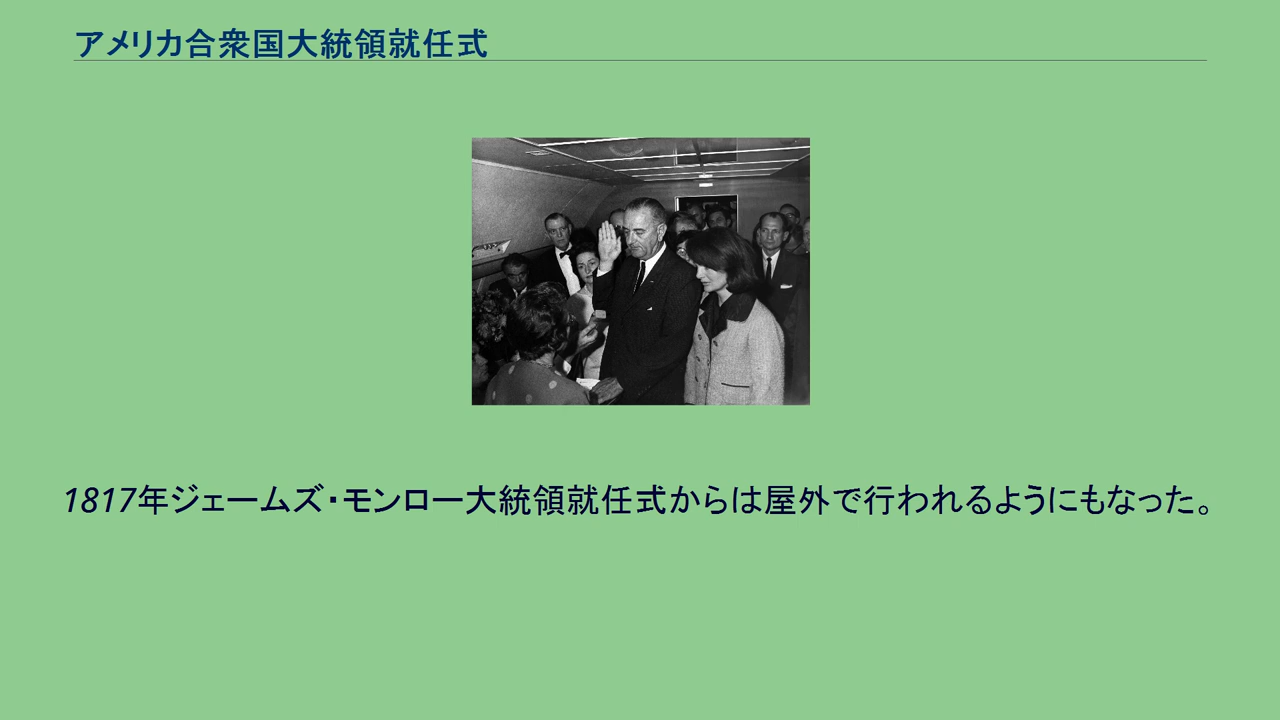 アメリカ合衆国大統領就任式
1817年ジェームズ・モンロー大統領就任式からは屋外で行われるようにもなった。